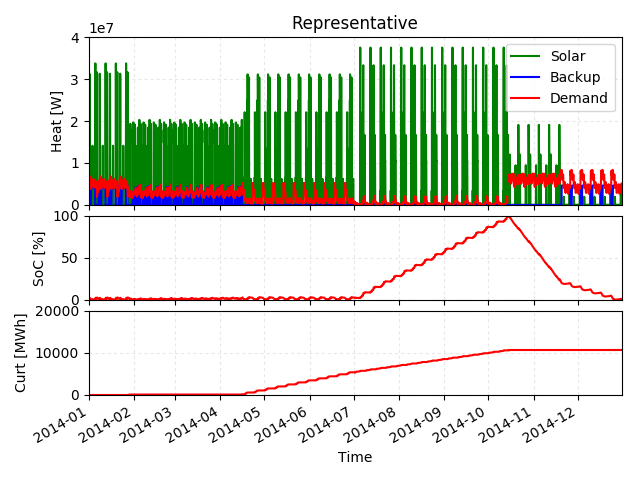 Representative
1e7
4
3
2
1
0
Heat [W]
Solar
Backup
Demand
100
50
0
SoC [%]
20000
10000
0
Curt [MWh]
2014-01
2014-02
2014-03
2014-04
2014-05
2014-06
2014-07
2014-08
2014-09
2014-10
2014-11
2014-12
Time